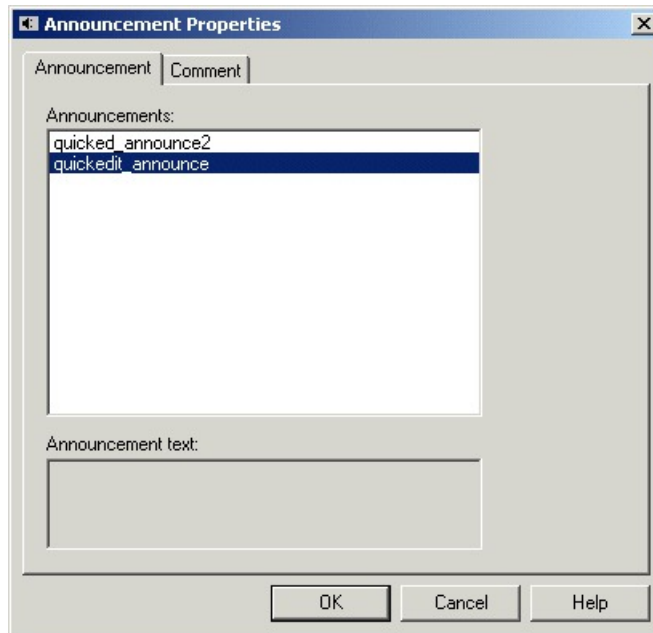 Announcement Properties
Announcement Comment
Announcements:
quicked_announce2
quickedit_announce
Announcement text:
OK Cancel Help